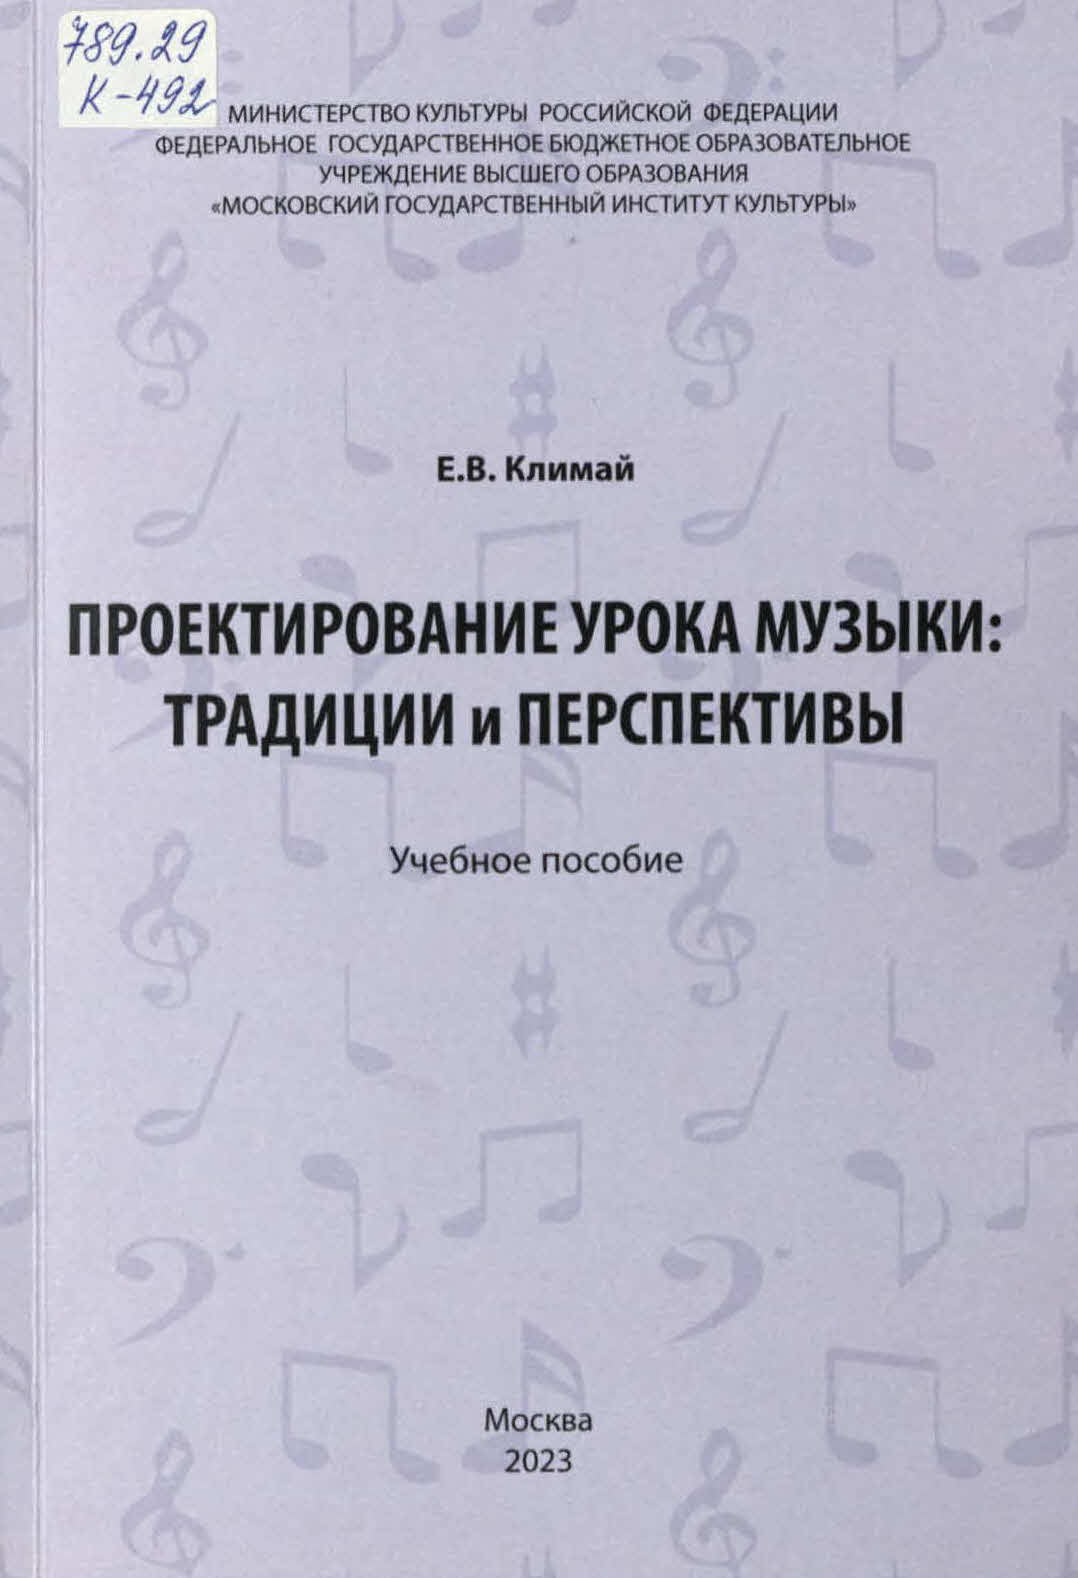 789.29
К-492
МИНИСТЕРСТВО КУЛЬТУРЫ РОССИЙСКОЙ ФЕДЕРАЦИИ
ФЕДЕРАЛЬНОЕ ГОСУДАРСТВЕННОЕ БЮДЖЕТНОЕ ОБРАЗОВАТЕЛЬНОЕ
УЧРЕЖДЕНИЕ ВЫСШЕГО ОБРАЗОВАНИЯ
«МОСКОВСКИЙ ГОСУДАРСТВЕННЫЙ ИНСТИТУТ КУЛЬТУРЫ»
Е.В. Климай
ПРОЕКТИРОВАНИЕ УРОКА МУЗЫКИ:
ТРАДИЦИИ и ПЕРСПЕКТИВЫ
Учебное пособие
Москва
2023